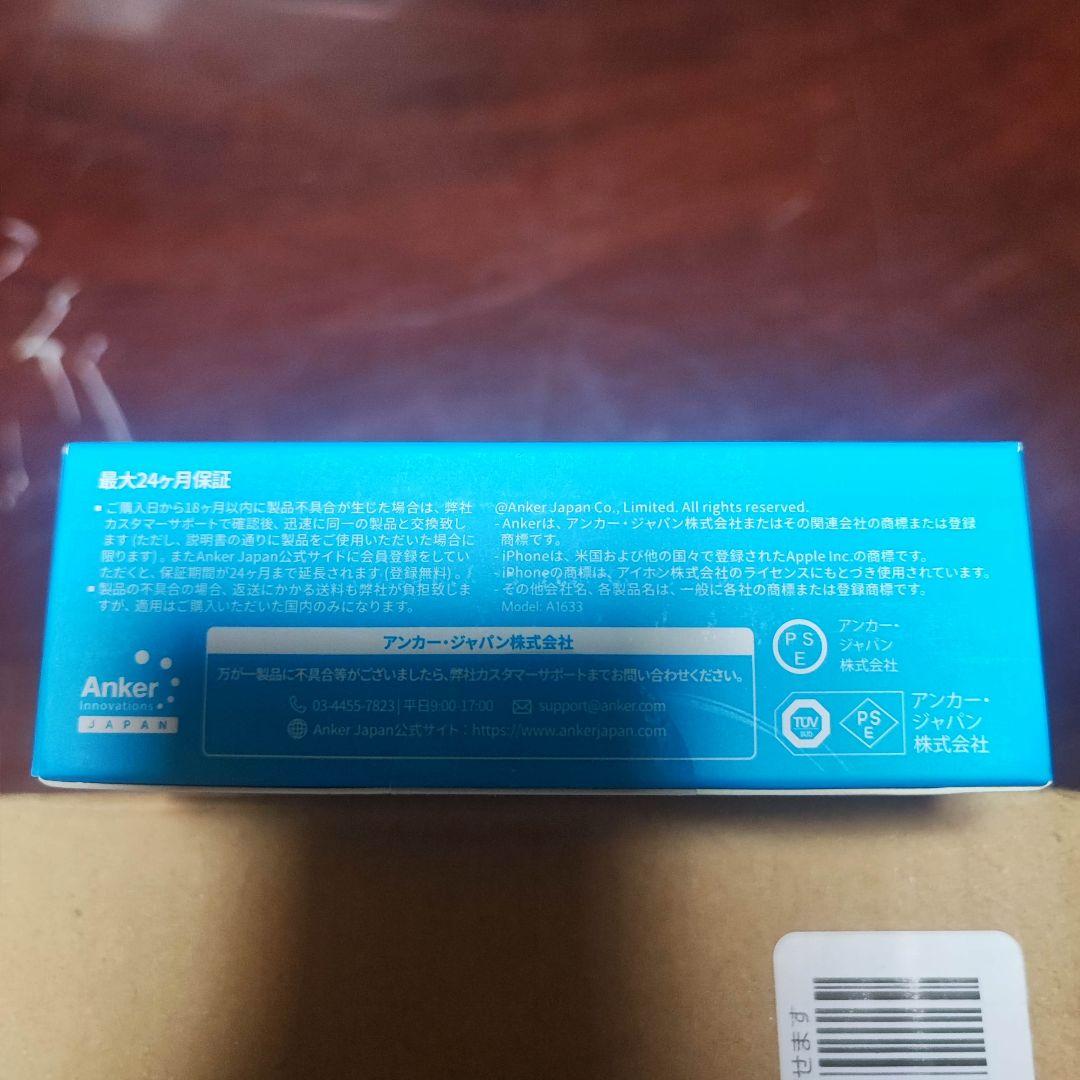 最大24ヶ月保証
■ ご購入日から18ヶ月以内に製品不具合が生じた場合は、弊社
カスタマーサポートで確認後、迅速に同一の製品と交換致し
ます (ただし、説明書の通りに製品をご使用いただいた場合に
限ります) 。またAnker Japan公式サイトに会員登録をしてい
ただくと、保証期間が24ヶ月まで延長されます (登録無料) 。
■ 製品の不具合の場合、返送にかかる送料も弊社が負担致しま
すが、適用はご購入いただいた国内のみになります。
@Anker Japan Co., Limited. All rights reserved.
- Ankerは、アンカー・ジャパン株式会社またはその関連会社の商標または登録
商標です。
- iPhoneは、米国および他の国々で登録されたApple Inc.の商標です。
- iPhoneの商標は、アイホン株式会社のライセンスにもとづき使用されています。
- その他会社名、各製品名は、一般に各社の商標または登録商標です。
Model: A1633
アンカー・ジャパン株式会社
万が一製品に不具合等がございましたら、弊社カスタマーサポートまでお問い合わせください。
03-4455-7823 | 平日9:00-17:00 support@anker.com
Anker Japan公式サイト：https://www.ankerjapan.com
Anker
Innovations
JAPAN
PS
E
アンカー・
ジャパン
株式会社
TÜV
SÜD
PS
E
アンカー・
ジャパン
株式会社
せます